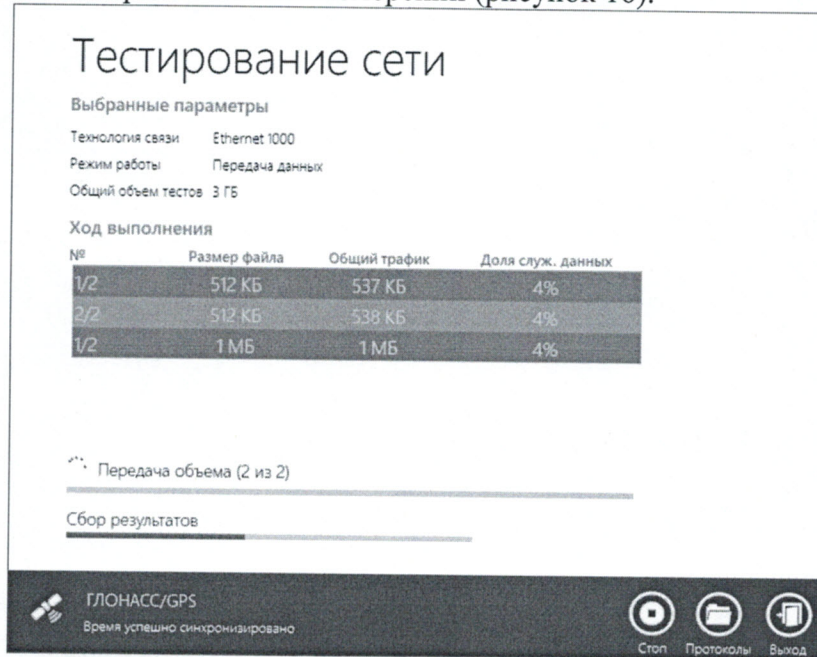 (рисунок 16).
Тестирование сети
Выбранные параметры
Технология связи Ethernet 1000
Режим работы Передача данных
Общий объем тестов 3 ГБ
Ход выполнения
№ Размер файла Общий трафик Доля служ. данных
1/2 512 КБ 537 КБ 4%
2/2 512 КБ 538 КБ 4%
1/2 1 МБ 1 МБ 4%
Передача объема (2 из 2)
Сбор результатов
ГЛОНАСС/GPS
Время успешно синхронизировано
Стоп Протоколы Выход